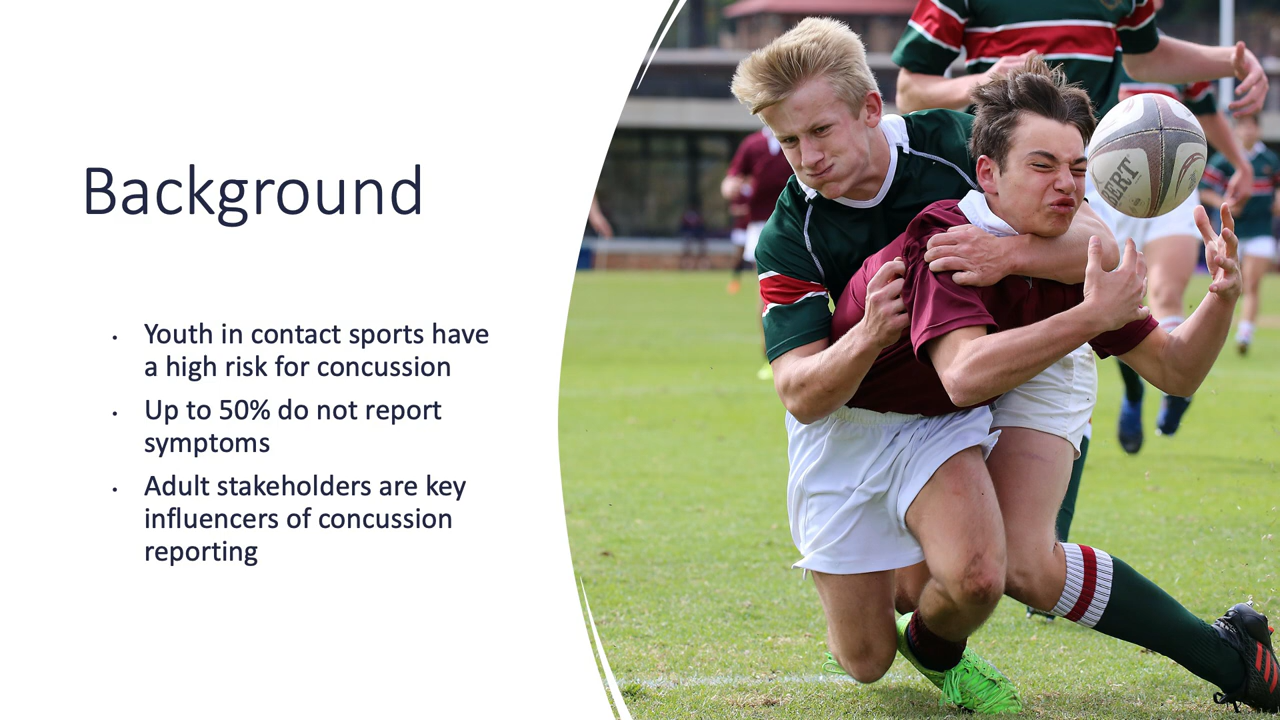 Background
• Youth in contact sports have
a high risk for concussion
• Up to 50% do not report
symptoms
• Adult stakeholders are key
influencers of concussion
reporting
BERT